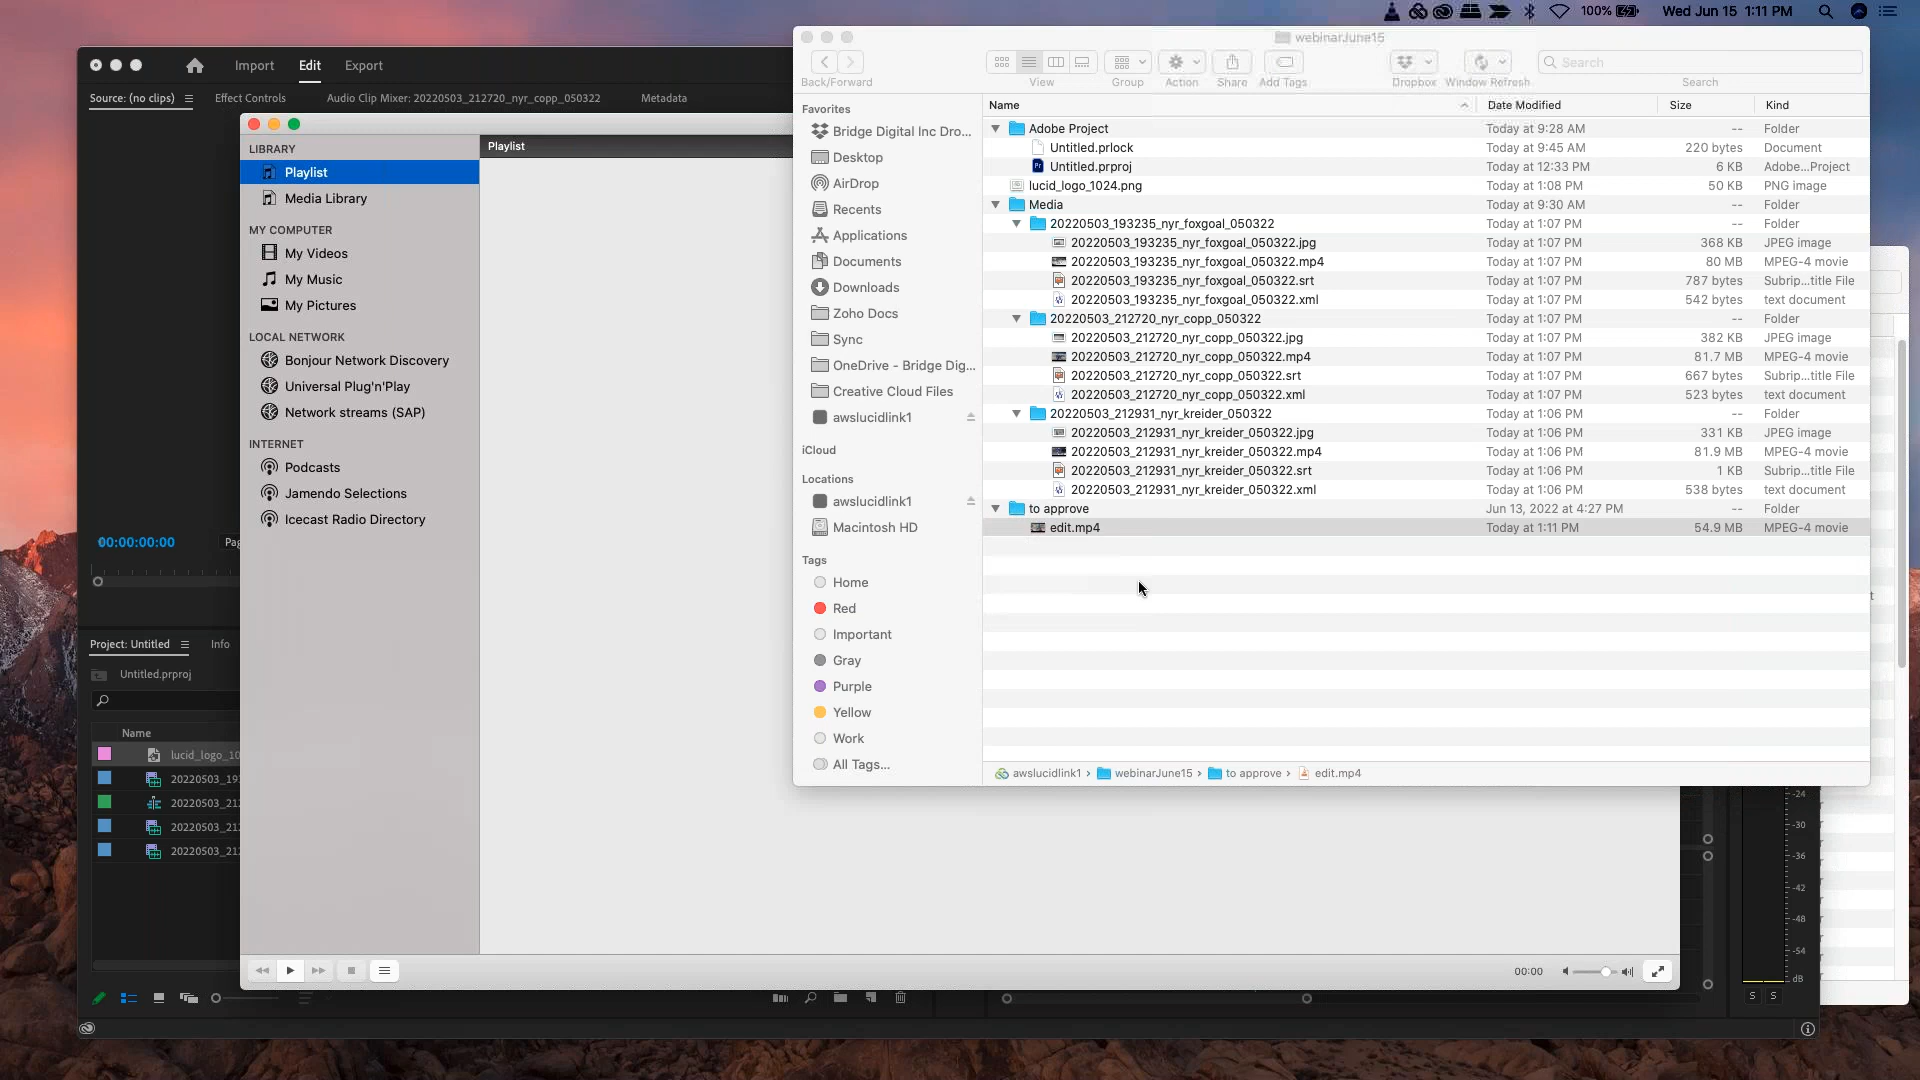 100%
Wed Jun 15 1:11 PM
Import
Edit
Export
Source: (no clips)
Effect Controls
Audio Clip Mixer: 20220503_212720_nyr_copp_050322
Metadata
00:00:00:00
Project: Untitled
Info
Untitled.prproj
Name
lucid_logo_10
20220503_19
20220503_21
20220503_21
20220503_21
LIBRARY
Playlist
Media Library
MY COMPUTER
My Videos
My Music
My Pictures
LOCAL NETWORK
Bonjour Network Discovery
Universal Plug'n'Play
Network streams (SAP)
INTERNET
Podcasts
Jamendo Selections
Icecast Radio Directory
Playlist
00:00
webinarJune15
Back/Forward
View
Group
Action
Share
Add Tags
Dropbox
Window Refresh
Search
Search
Favorites
Bridge Digital Inc Dro...
Desktop
AirDrop
Recents
Applications
Documents
Downloads
Zoho Docs
Sync
OneDrive - Bridge Dig...
Creative Cloud Files
awslucidlink1
iCloud
Locations
awslucidlink1
Macintosh HD
Tags
Home
Red
Important
Gray
Purple
Yellow
Work
All Tags...
Name Date Modified Size Kind
Adobe Project Today at 9:28 AM -- Folder
Untitled.prlock Today at 9:45 AM 220 bytes Document
Untitled.prproj Today at 12:33 PM 6 KB Adobe...Project
lucid_logo_1024.png Today at 1:08 PM 50 KB PNG image
Media Today at 9:30 AM -- Folder
20220503_193235_nyr_foxgoal_050322 Today at 1:07 PM -- Folder
20220503_193235_nyr_foxgoal_050322.jpg Today at 1:07 PM 368 KB JPEG image
20220503_193235_nyr_foxgoal_050322.mp4 Today at 1:07 PM 80 MB MPEG-4 movie
20220503_193235_nyr_foxgoal_050322.srt Today at 1:07 PM 787 bytes Subrip...title File
20220503_193235_nyr_foxgoal_050322.xml Today at 1:07 PM 542 bytes text document
20220503_212720_nyr_copp_050322 Today at 1:07 PM -- Folder
20220503_212720_nyr_copp_050322.jpg Today at 1:07 PM 382 KB JPEG image
20220503_212720_nyr_copp_050322.mp4 Today at 1:07 PM 81.7 MB MPEG-4 movie
20220503_212720_nyr_copp_050322.srt Today at 1:07 PM 667 bytes Subrip...title File
20220503_212720_nyr_copp_050322.xml Today at 1:07 PM 523 bytes text document
20220503_212931_nyr_kreider_050322 Today at 1:06 PM -- Folder
20220503_212931_nyr_kreider_050322.jpg Today at 1:06 PM 331 KB JPEG image
20220503_212931_nyr_kreider_050322.mp4 Today at 1:06 PM 81.9 MB MPEG-4 movie
20220503_212931_nyr_kreider_050322.srt Today at 1:06 PM 1 KB Subrip...title File
20220503_212931_nyr_kreider_050322.xml Today at 1:06 PM 538 bytes text document
to approve Jun 13, 2022 at 4:27 PM -- Folder
edit.mp4 Today at 1:11 PM 54.9 MB MPEG-4 movie
awslucidlink1 › webinarJune15 › to approve › edit.mp4
-24
-30
-36
-42
-48
-54
dB
S S